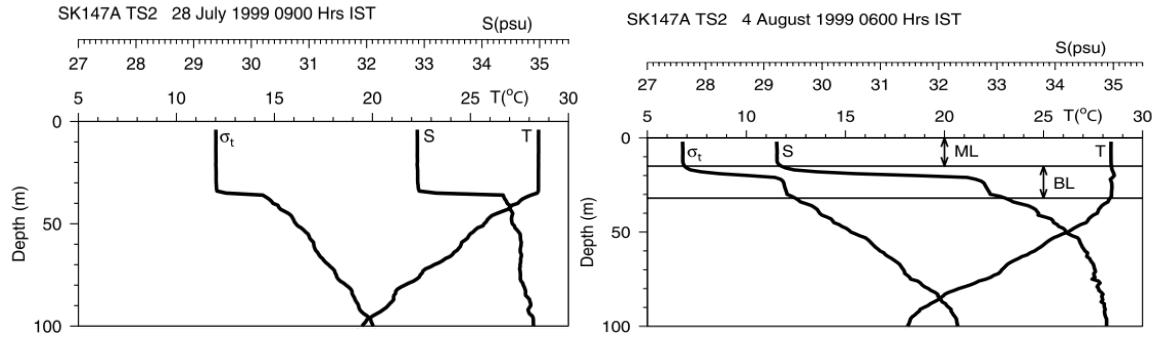 SK147A TS2 28 July 1999 0900 Hrs IST
S(psu)
27 28 29 30 31 32 33 34 35
5 10 15 20 25 T(°C) 30
0
σt S T
50
100
Depth (m)
SK147A TS2 4 August 1999 0600 Hrs IST
S(psu)
27 28 29 30 31 32 33 34 35
5 10 15 20 25 T(°C) 30
0
σt S ML T
BL
50
100
Depth (m)